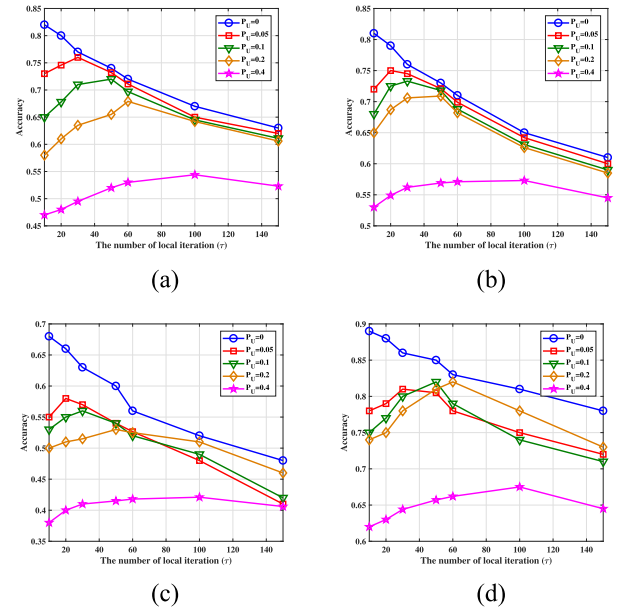 (a)
P_U=0
P_U=0.05
P_U=0.1
P_U=0.2
P_U=0.4
Accuracy
0.85
0.8
0.75
0.7
0.65
0.6
0.55
0.5
0.45
20 40 60 80 100 120 140
The number of local iteration (τ)
(b)
P_U=0
P_U=0.05
P_U=0.1
P_U=0.2
P_U=0.4
Accuracy
0.85
0.8
0.75
0.7
0.65
0.6
0.55
0.5
20 40 60 80 100 120 140
The number of local iteration (τ)
(c)
P_U=0
P_U=0.05
P_U=0.1
P_U=0.2
P_U=0.4
Accuracy
0.7
0.65
0.6
0.55
0.5
0.45
0.4
0.35
20 40 60 80 100 120 140
The number of local iteration (τ)
(d)
P_U=0
P_U=0.05
P_U=0.1
P_U=0.2
P_U=0.4
Accuracy
0.9
0.85
0.8
0.75
0.7
0.65
0.6
20 40 60 80 100 120 140
The number of local iteration (τ)